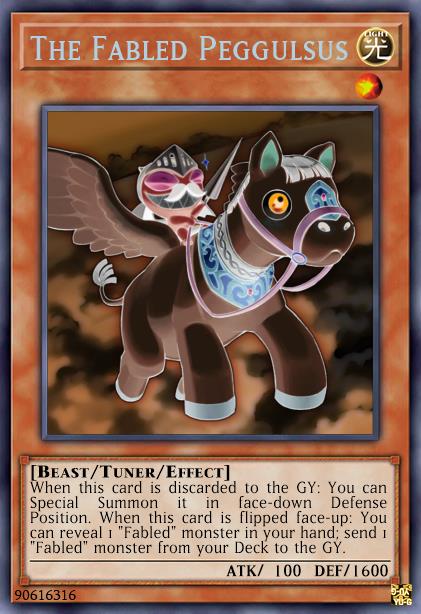 The Fabled Peggulsus
LIGHT
光
[Beast/Tuner/Effect]
When this card is discarded to the GY: You can
Special Summon it in face-down Defense
Position. When this card is flipped face-up: You
can reveal 1 "Fabled" monster in your hand; send 1
"Fabled" monster from your Deck to the GY.
ATK/ 100 DEF/1600
90616316